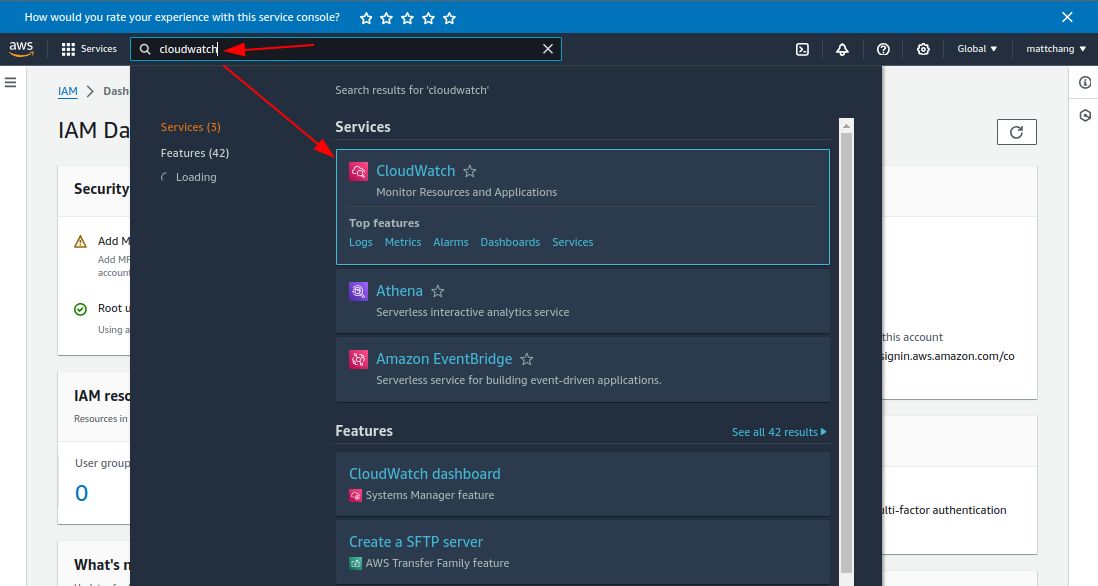 How would you rate your experience with this service console?
aws
Services
cloudwatch
Global
mattchang
IAM
Dash
IAM Da
Search results for 'cloudwatch'
Services (3)
Features (42)
Loading
Services
CloudWatch
Monitor Resources and Applications
Top features
Logs Metrics Alarms Dashboards Services
Athena
Serverless interactive analytics service
Amazon EventBridge
Serverless service for building event-driven applications.
Features
See all 42 results
CloudWatch dashboard
Systems Manager feature
Create a SFTP server
AWS Transfer Family feature
Security
Add M
Add MF
account
Root u
Using a
IAM reso
Resources in
User group
0
What's n
this account
signin.aws.amazon.com/co
ulti-factor authentication